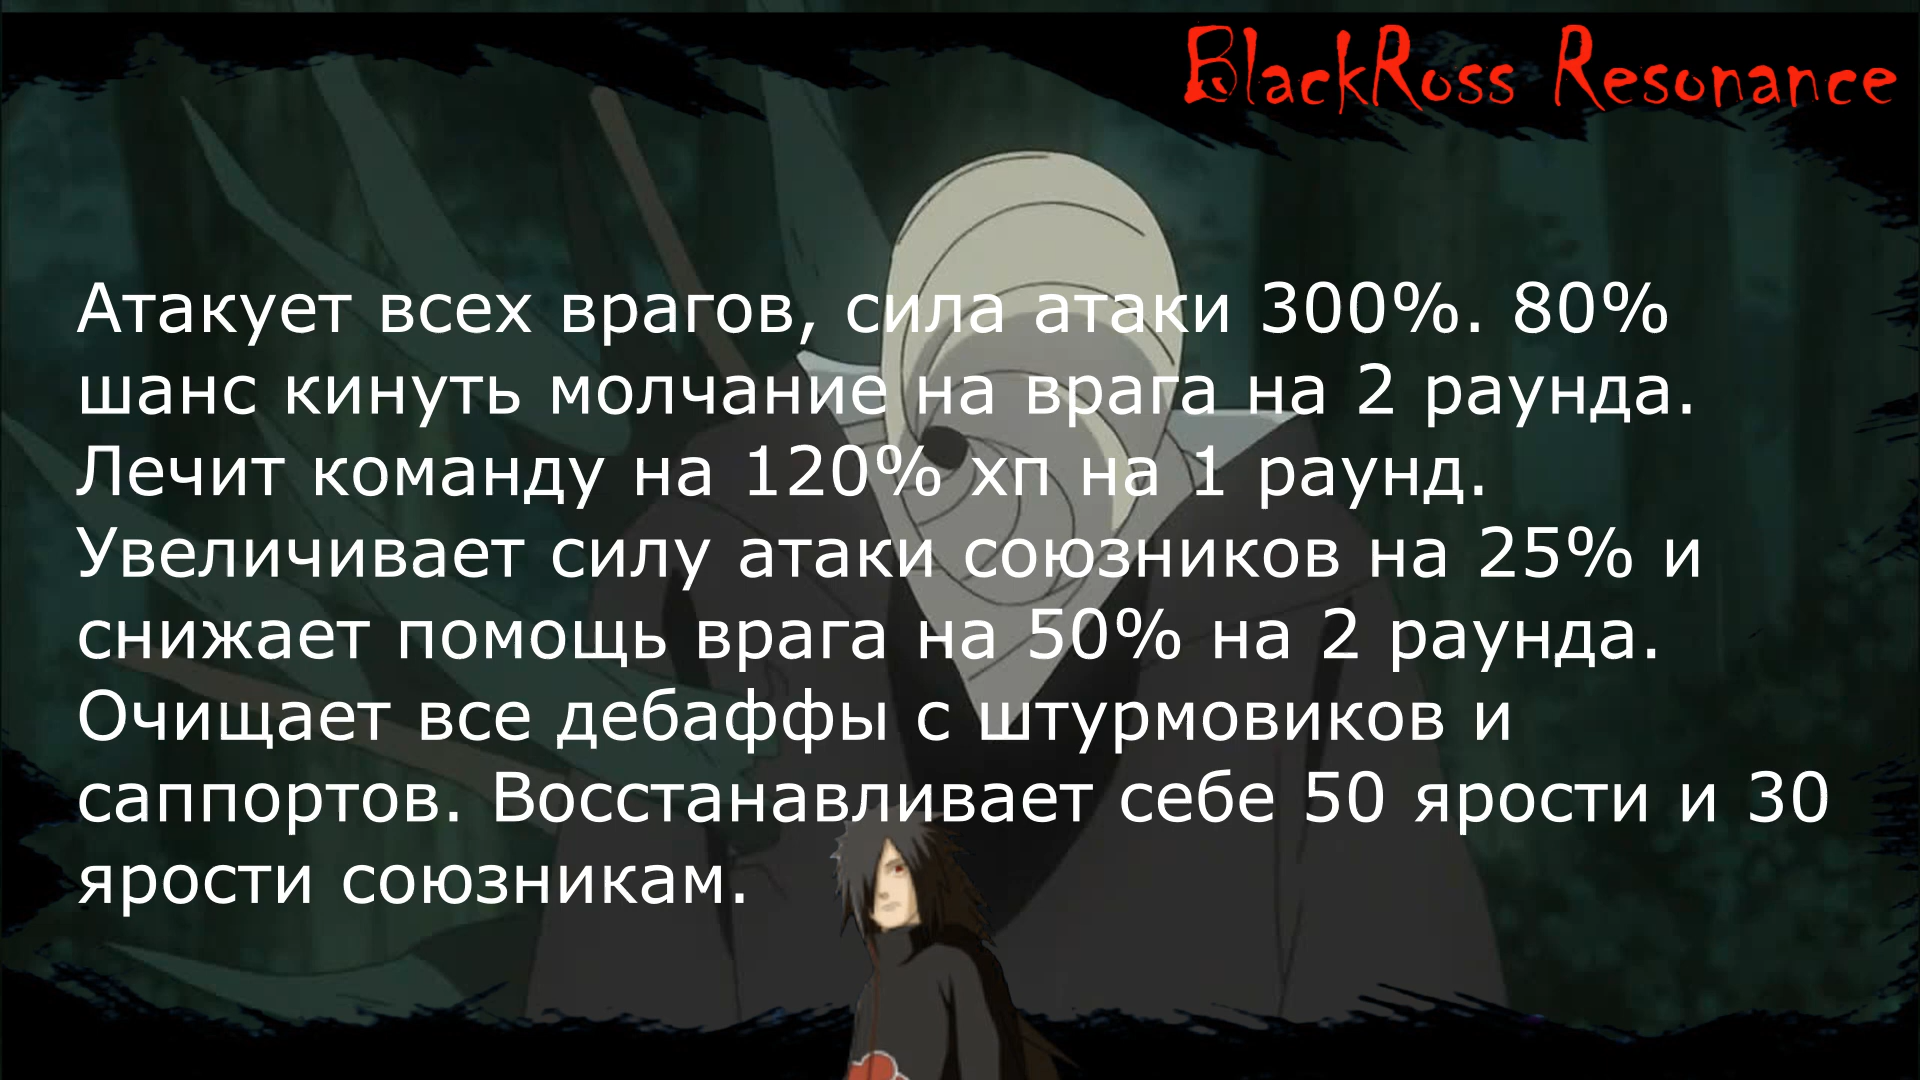 BlackRoss Resonance
Атакует всех врагов, сила атаки 300%. 80%
шанс кинуть молчание на врага на 2 раунда.
Лечит команду на 120% хп на 1 раунд.
Увеличивает силу атаки союзников на 25% и
снижает помощь врага на 50% на 2 раунда.
Очищает все дебаффы с штурмовиков и
саппортов. Восстанавливает себе 50 ярости и 30
ярости союзникам.